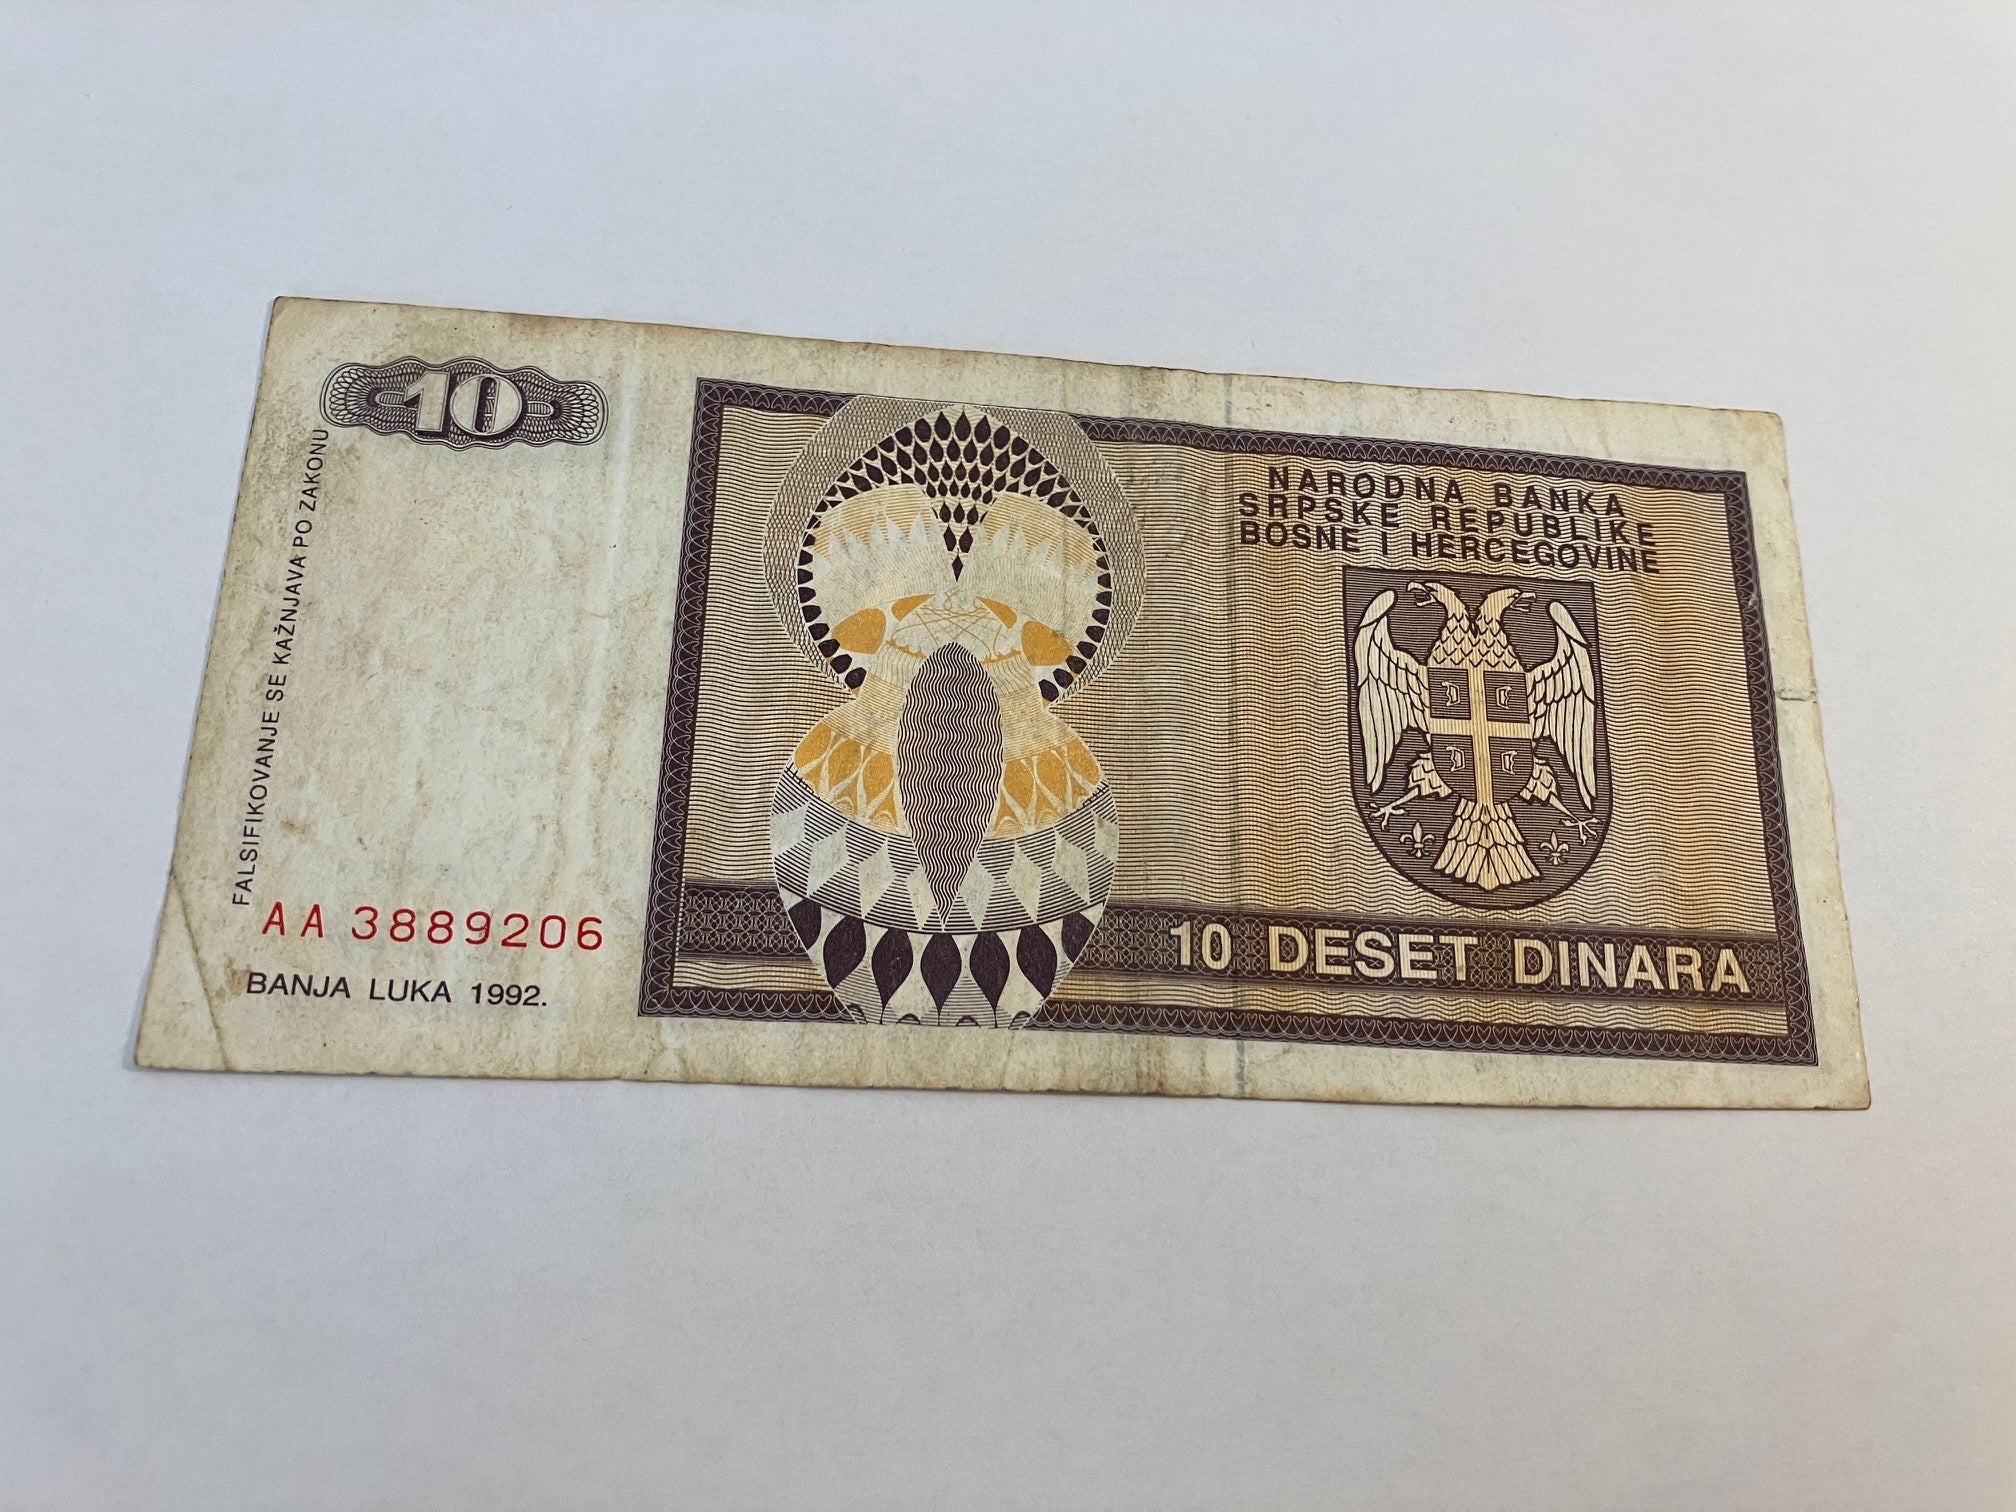 10
FALSIFIKOVANJE SE KAŽNJAVA PO ZAKONU
NARODNA BANKA
SRPSKE REPUBLIKE
BOSNE I HERCEGOVINE
10 DESET DINARA
AA 3889206
BANJA LUKA 1992.